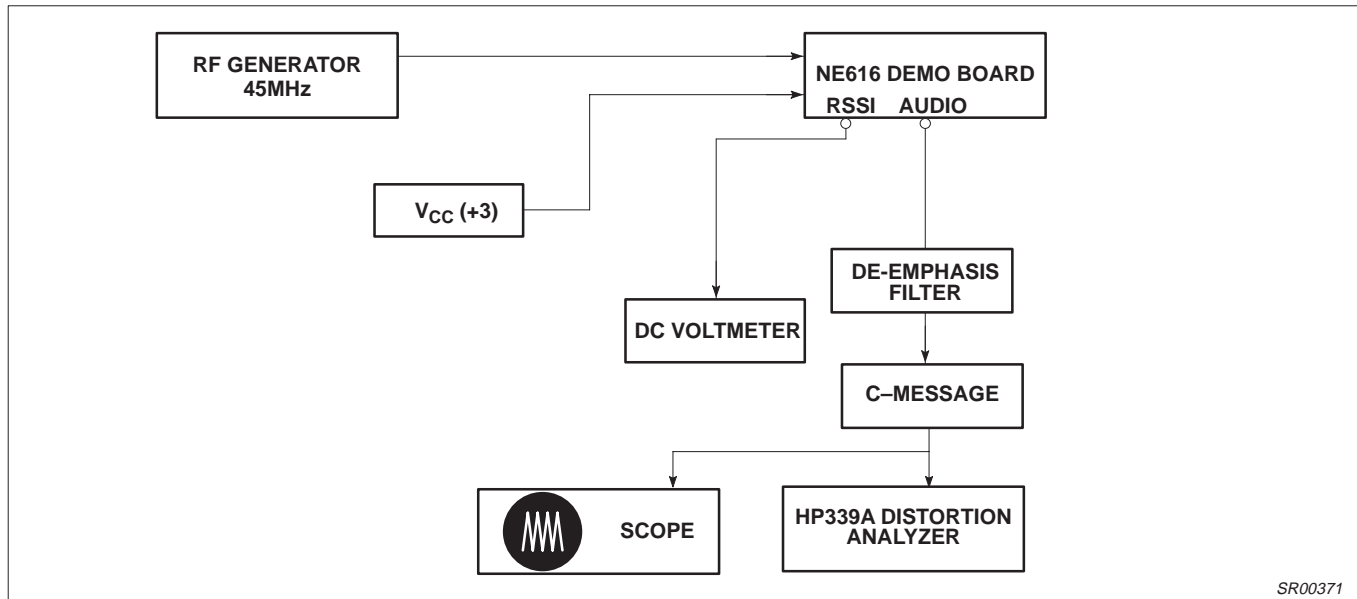 RF GENERATOR
45MHz
NE616 DEMO BOARD
RSSI AUDIO
VCC (+3)
DE-EMPHASIS
FILTER
DC VOLTMETER
C–MESSAGE
SCOPE
HP339A DISTORTION
ANALYZER
SR00371